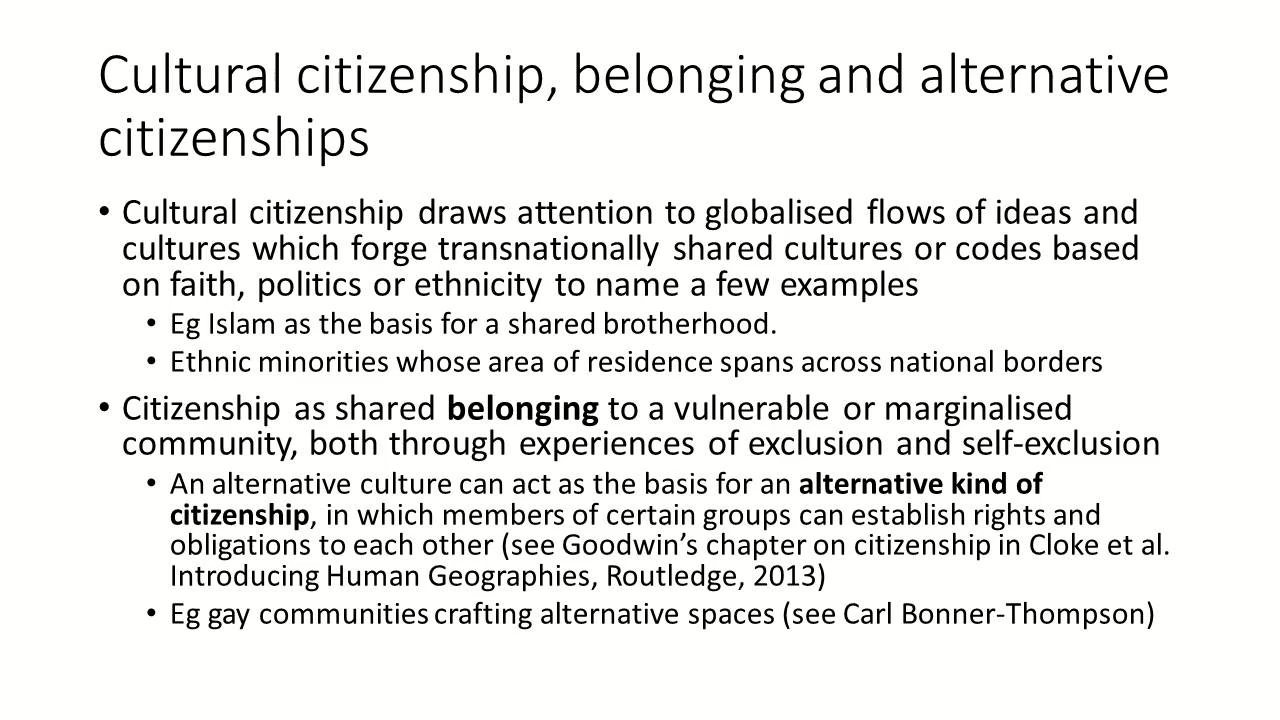 Cultural citizenship, belonging and alternative
citizenships
• Cultural citizenship draws attention to globalised flows of ideas and
cultures which forge transnationally shared cultures or codes based
on faith, politics or ethnicity to name a few examples
• Eg Islam as the basis for a shared brotherhood.
• Ethnic minorities whose area of residence spans across national borders
• Citizenship as shared belonging to a vulnerable or marginalised
community, both through experiences of exclusion and self-exclusion
• An alternative culture can act as the basis for an alternative kind of
citizenship, in which members of certain groups can establish rights and
obligations to each other (see Goodwin’s chapter on citizenship in Cloke et al.
Introducing Human Geographies, Routledge, 2013)
• Eg gay communities crafting alternative spaces (see Carl Bonner-Thompson)